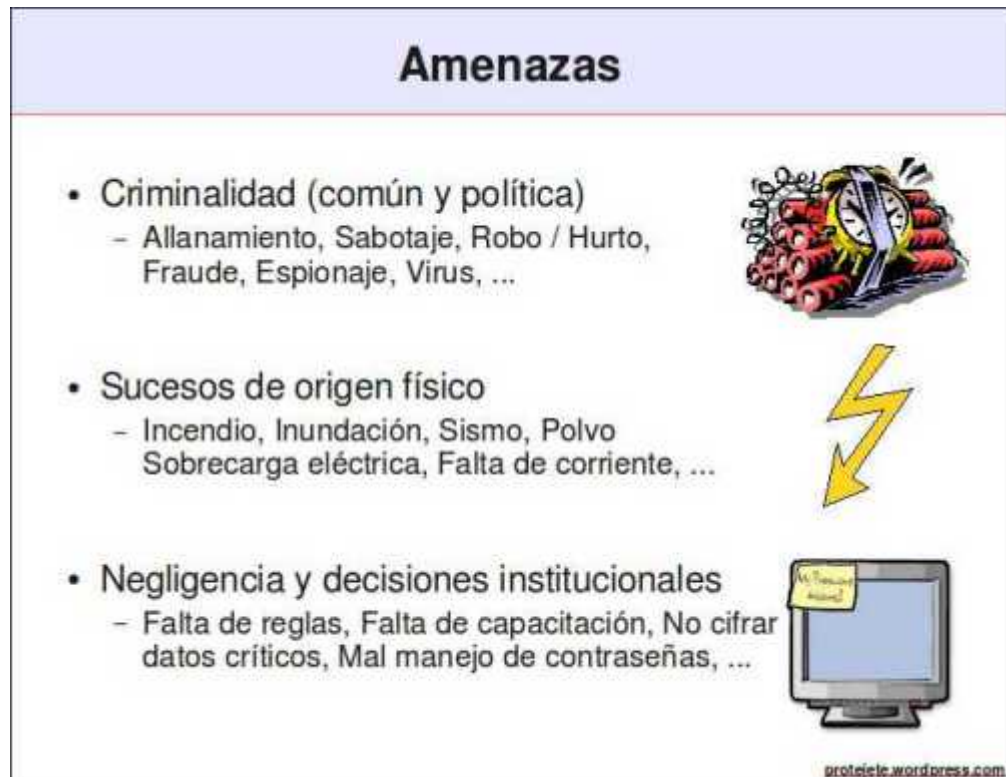 Amenazas
• Criminalidad (común y política)
– Allanamiento, Sabotaje, Robo / Hurto,
Fraude, Espionaje, Virus, ...
• Sucesos de origen físico
– Incendio, Inundación, Sismo, Polvo
Sobrecarga eléctrica, Falta de corriente, ...
• Negligencia y decisiones institucionales
– Falta de reglas, Falta de capacitación, No cifrar
datos críticos, Mal manejo de contraseñas, ...
protejete.wordpress.com